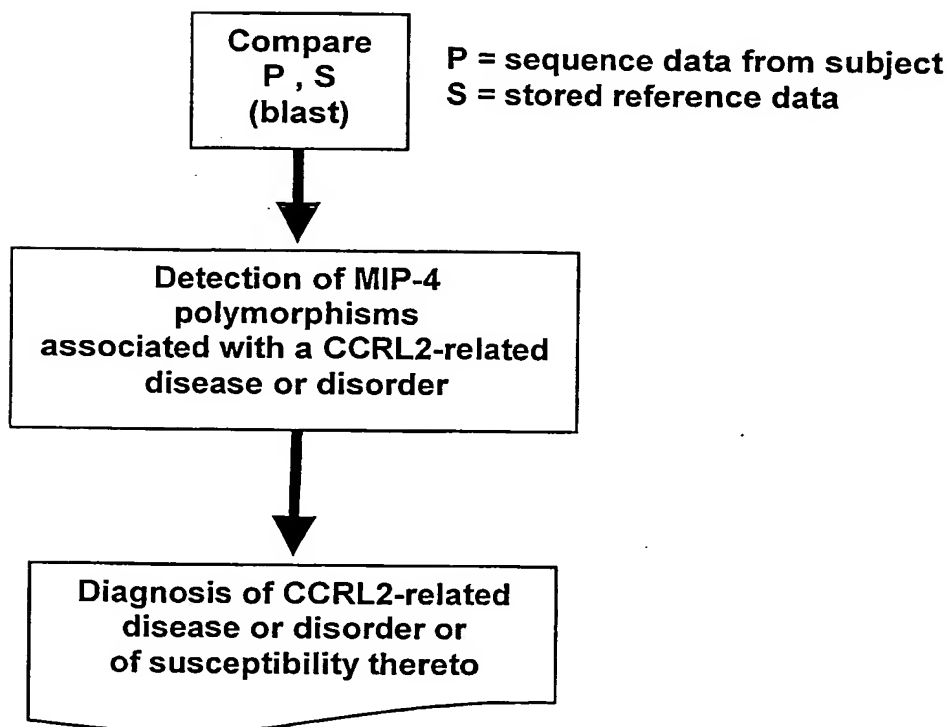 Compare
P , S
(blast)
P = sequence data from subject
S = stored reference data
Detection of MIP-4
polymorphisms
associated with a CCRL2-related
disease or disorder
Diagnosis of CCRL2-related
disease or disorder or
of susceptibility thereto